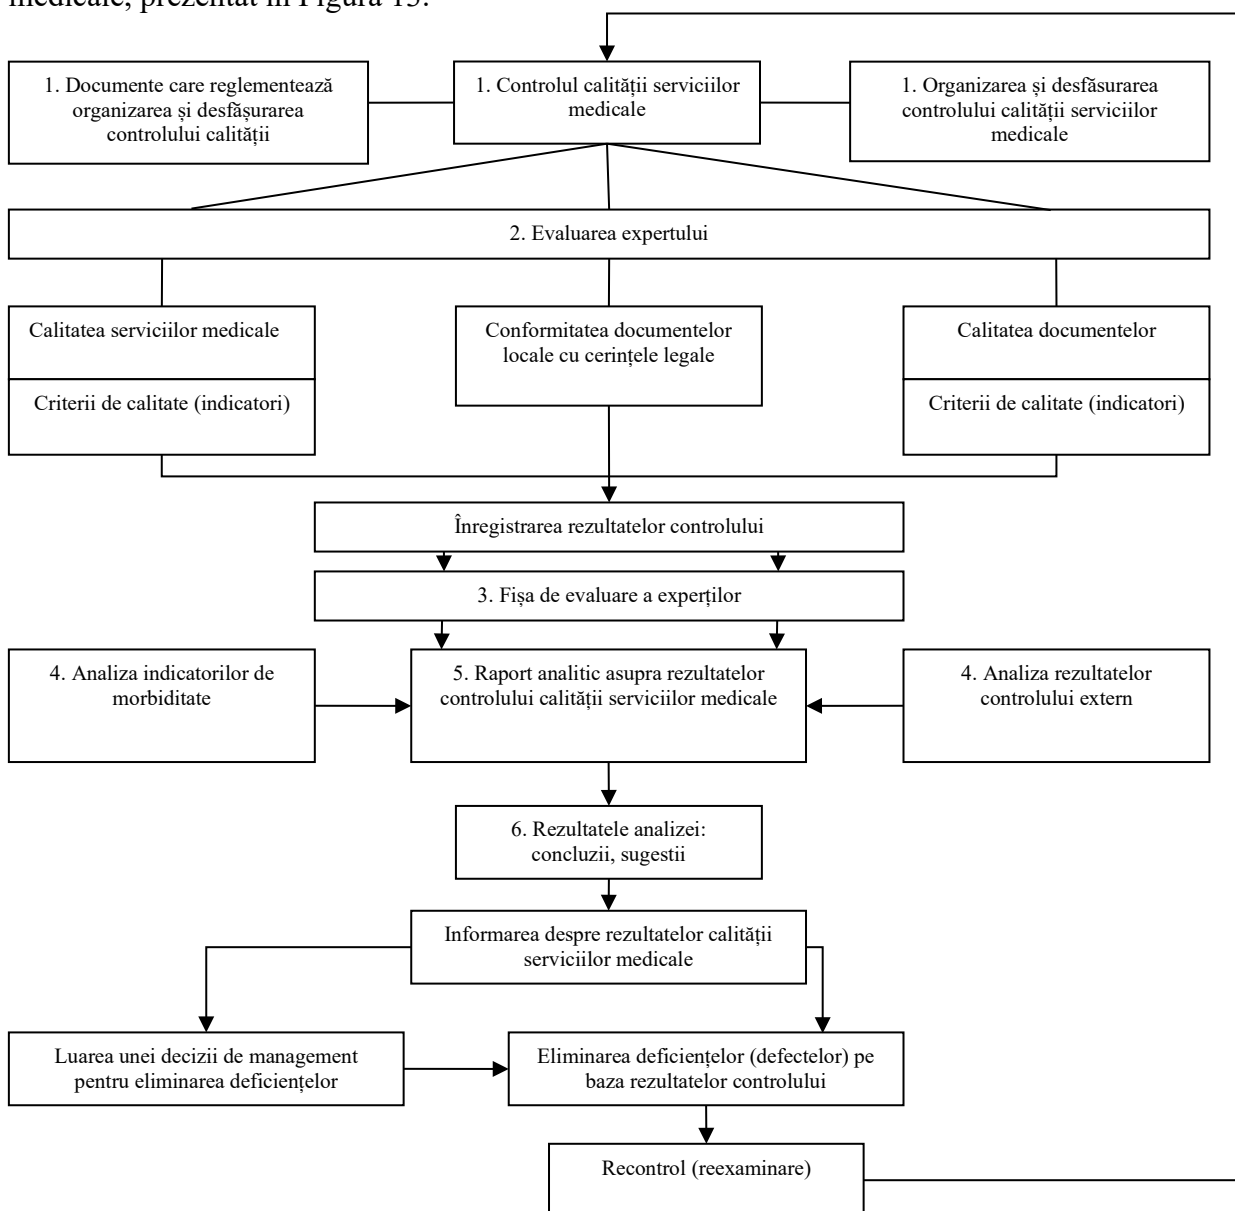 medicale, prezentat în Figura 15.
1. Documente care reglementează
organizarea și desfășurarea
controlului calității
1. Controlul calității serviciilor
medicale
1. Organizarea și desfăsurarea
controlului calității serviciilor
medicale
2. Evaluarea expertului
Calitatea serviciilor medicale
Criterii de calitate (indicatori)
Conformitatea documentelor
locale cu cerințele legale
Calitatea documentelor
Criterii de calitate (indicatori)
Înregistrarea rezultatelor controlului
3. Fișa de evaluare a experților
4. Analiza indicatorilor de
morbiditate
5. Raport analitic asupra rezultatelor
controlului calității serviciilor medicale
4. Analiza rezultatelor
controlului extern
6. Rezultatele analizei:
concluzii, sugestii
Informarea despre rezultatelor calității
serviciilor medicale
Luarea unei decizii de management
pentru eliminarea deficiențelor
Eliminarea deficiențelor (defectelor) pe
baza rezultatelor controlului
Recontrol (reexaminare)